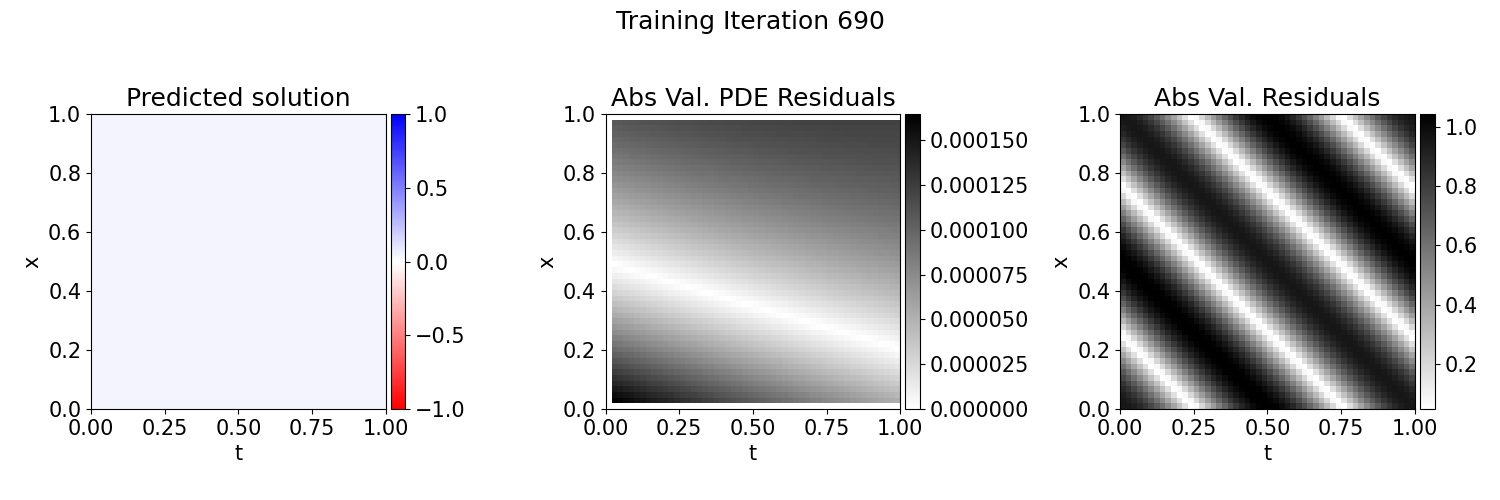 Training Iteration 690
Predicted solution
1.0
0.8
0.6
0.4
0.2
0.0
x
0.00 0.25 0.50 0.75 1.00
t
1.0
0.5
0.0
−0.5
−1.0
Abs Val. PDE Residuals
1.0
0.8
0.6
0.4
0.2
0.0
x
0.00 0.25 0.50 0.75 1.00
t
0.000150
0.000125
0.000100
0.000075
0.000050
0.000025
0.000000
Abs Val. Residuals
1.0
0.8
0.6
0.4
0.2
0.0
x
0.00 0.25 0.50 0.75 1.00
t
1.0
0.8
0.6
0.4
0.2